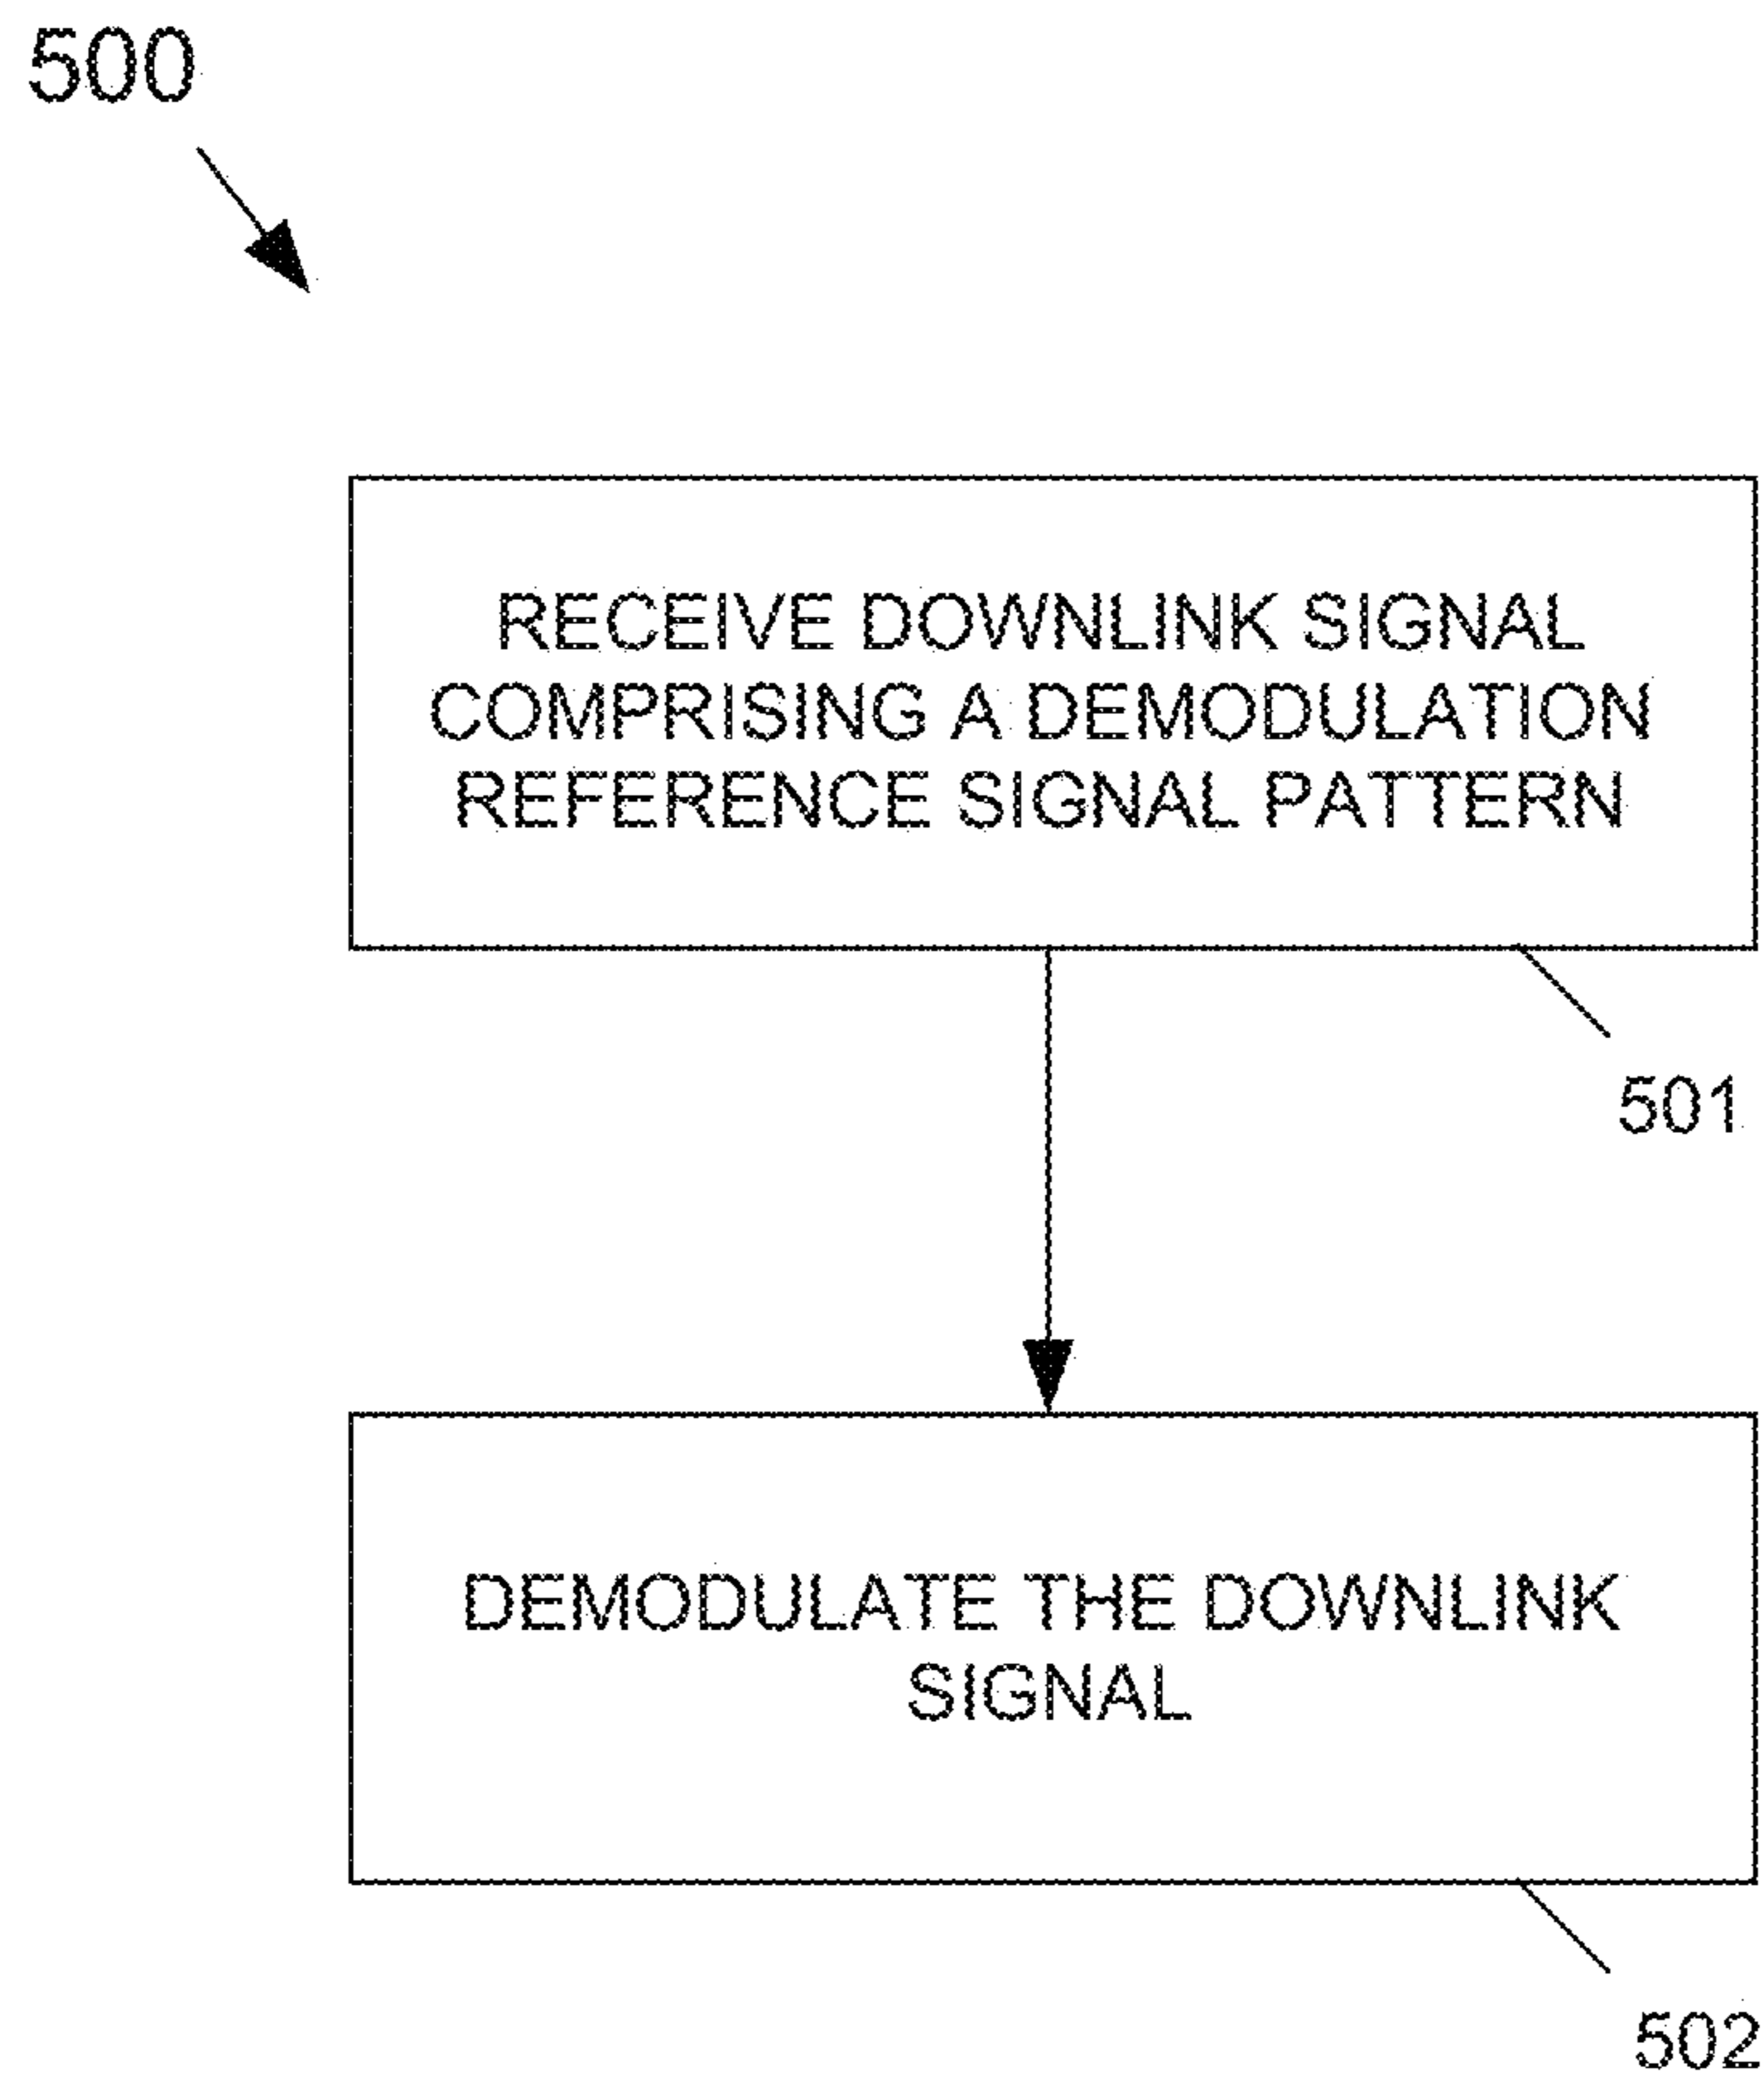 500
RECEIVE DOWNLINK SIGNAL
COMPRISING A DEMODULATION
REFERENCE SIGNAL PATTERN
501
DEMODULATE THE DOWNLINK
SIGNAL
502